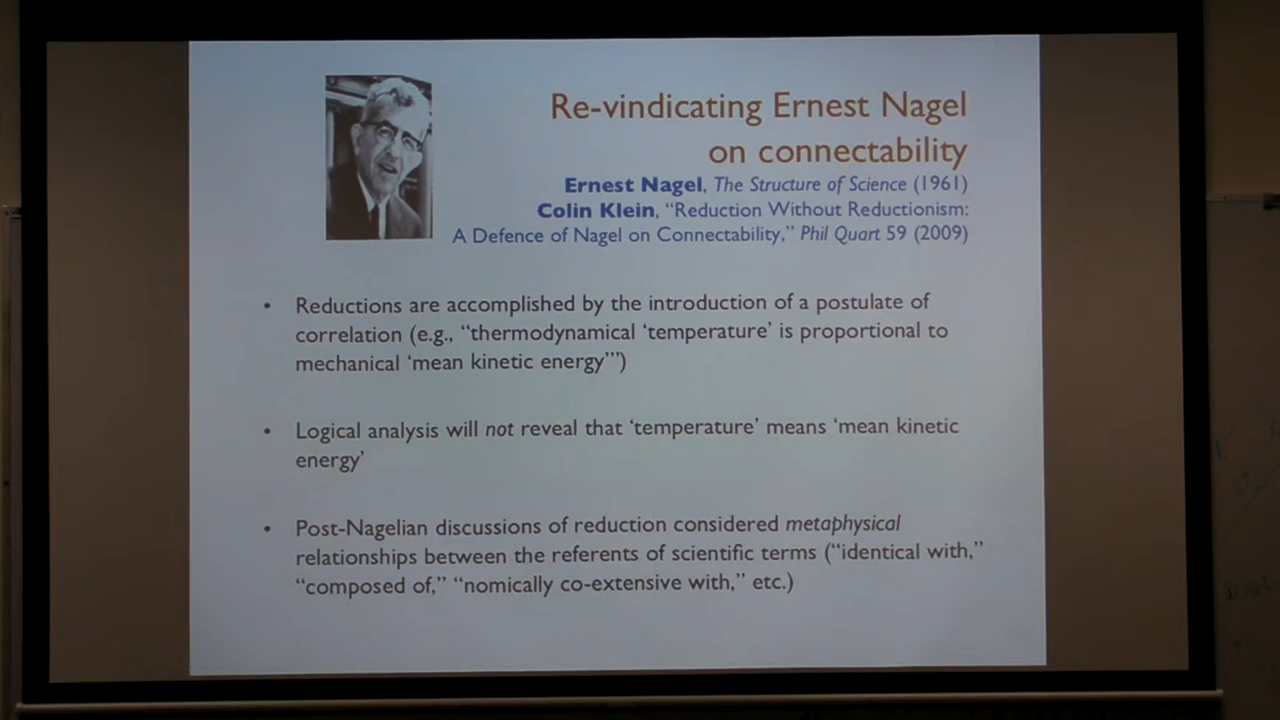 Re-vindicating Ernest Nagel
on connectability
Ernest Nagel, The Structure of Science (1961)
Colin Klein, “Reduction Without Reductionism:
A Defence of Nagel on Connectability,” Phil Quart 59 (2009)
• Reductions are accomplished by the introduction of a postulate of
correlation (e.g., “thermodynamical ‘temperature’ is proportional to
mechanical ‘mean kinetic energy’”)
• Logical analysis will not reveal that ‘temperature’ means ‘mean kinetic
energy’
• Post-Nagelian discussions of reduction considered metaphysical
relationships between the referents of scientific terms (“identical with,”
“composed of,” “nomically co-extensive with,” etc.)